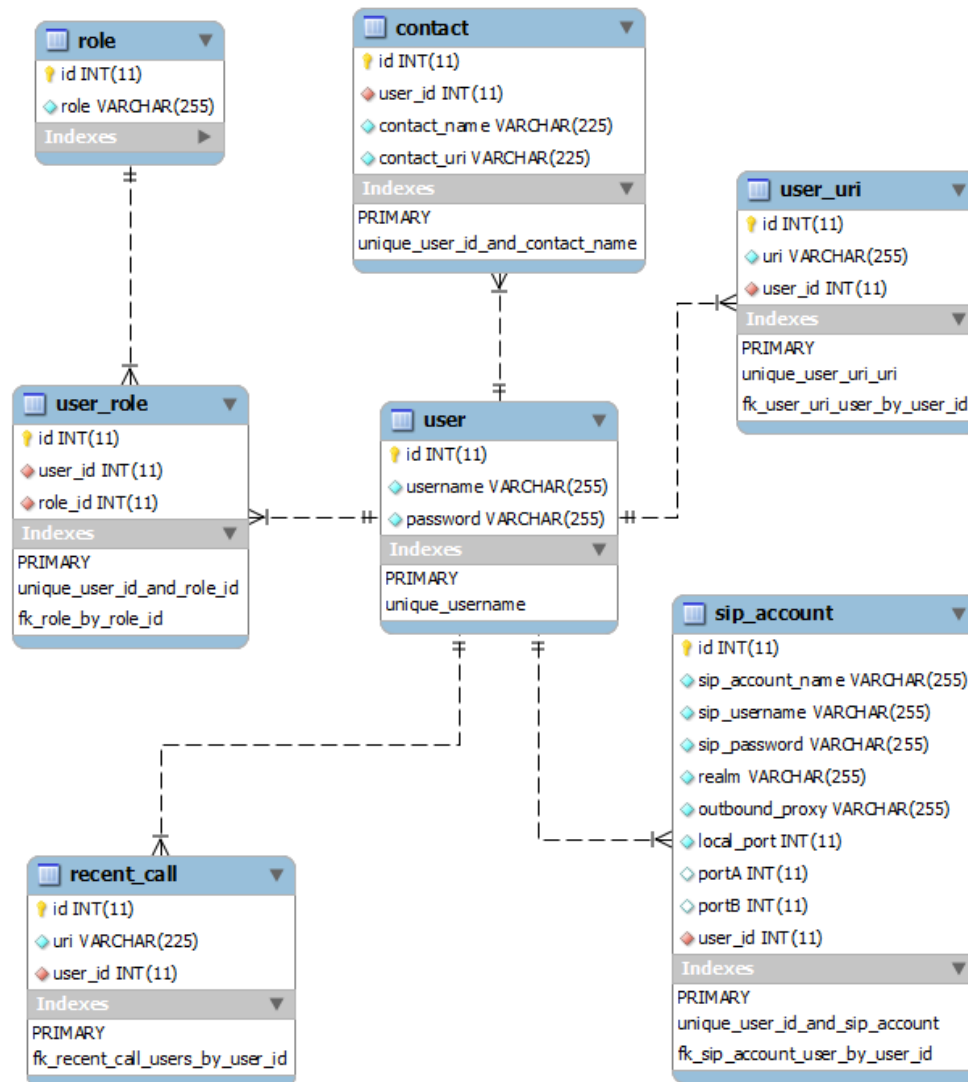 role
id INT(11)
role VARCHAR(255)
Indexes
contact
id INT(11)
user_id INT(11)
contact_name VARCHAR(225)
contact_uri VARCHAR(225)
Indexes
PRIMARY
unique_user_id_and_contact_name
user_uri
id INT(11)
uri VARCHAR(255)
user_id INT(11)
Indexes
PRIMARY
unique_user_uri_uri
fk_user_uri_user_by_user_id
user_role
id INT(11)
user_id INT(11)
role_id INT(11)
Indexes
PRIMARY
unique_user_id_and_role_id
fk_role_by_role_id
user
id INT(11)
username VARCHAR(255)
password VARCHAR(255)
Indexes
PRIMARY
unique_username
sip_account
id INT(11)
sip_account_name VARCHAR(255)
sip_username VARCHAR(255)
sip_password VARCHAR(255)
realm VARCHAR(255)
outbound_proxy VARCHAR(255)
local_port INT(11)
portA INT(11)
portB INT(11)
user_id INT(11)
Indexes
PRIMARY
unique_user_id_and_sip_account
fk_sip_account_user_by_user_id
recent_call
id INT(11)
uri VARCHAR(225)
user_id INT(11)
Indexes
PRIMARY
fk_recent_call_users_by_user_id